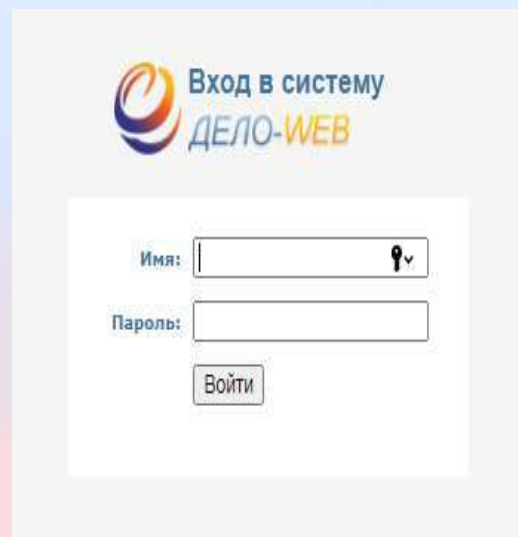 Вход в систему
ДЕЛО-WEB
Имя:
Пароль:
Войти